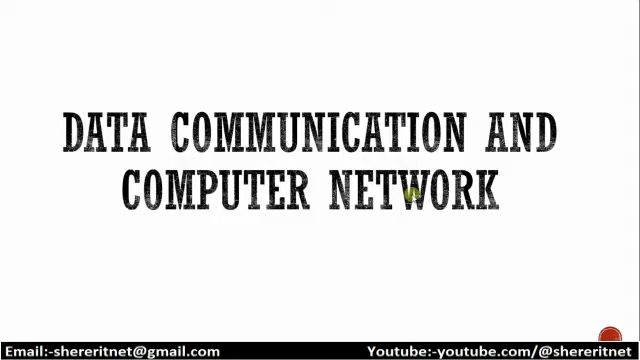 DATA COMMUNICATION AND
COMPUTER NETWORK
Email:-shereritnet@gmail.com
Youtube:-youtube.com/@shereritnet